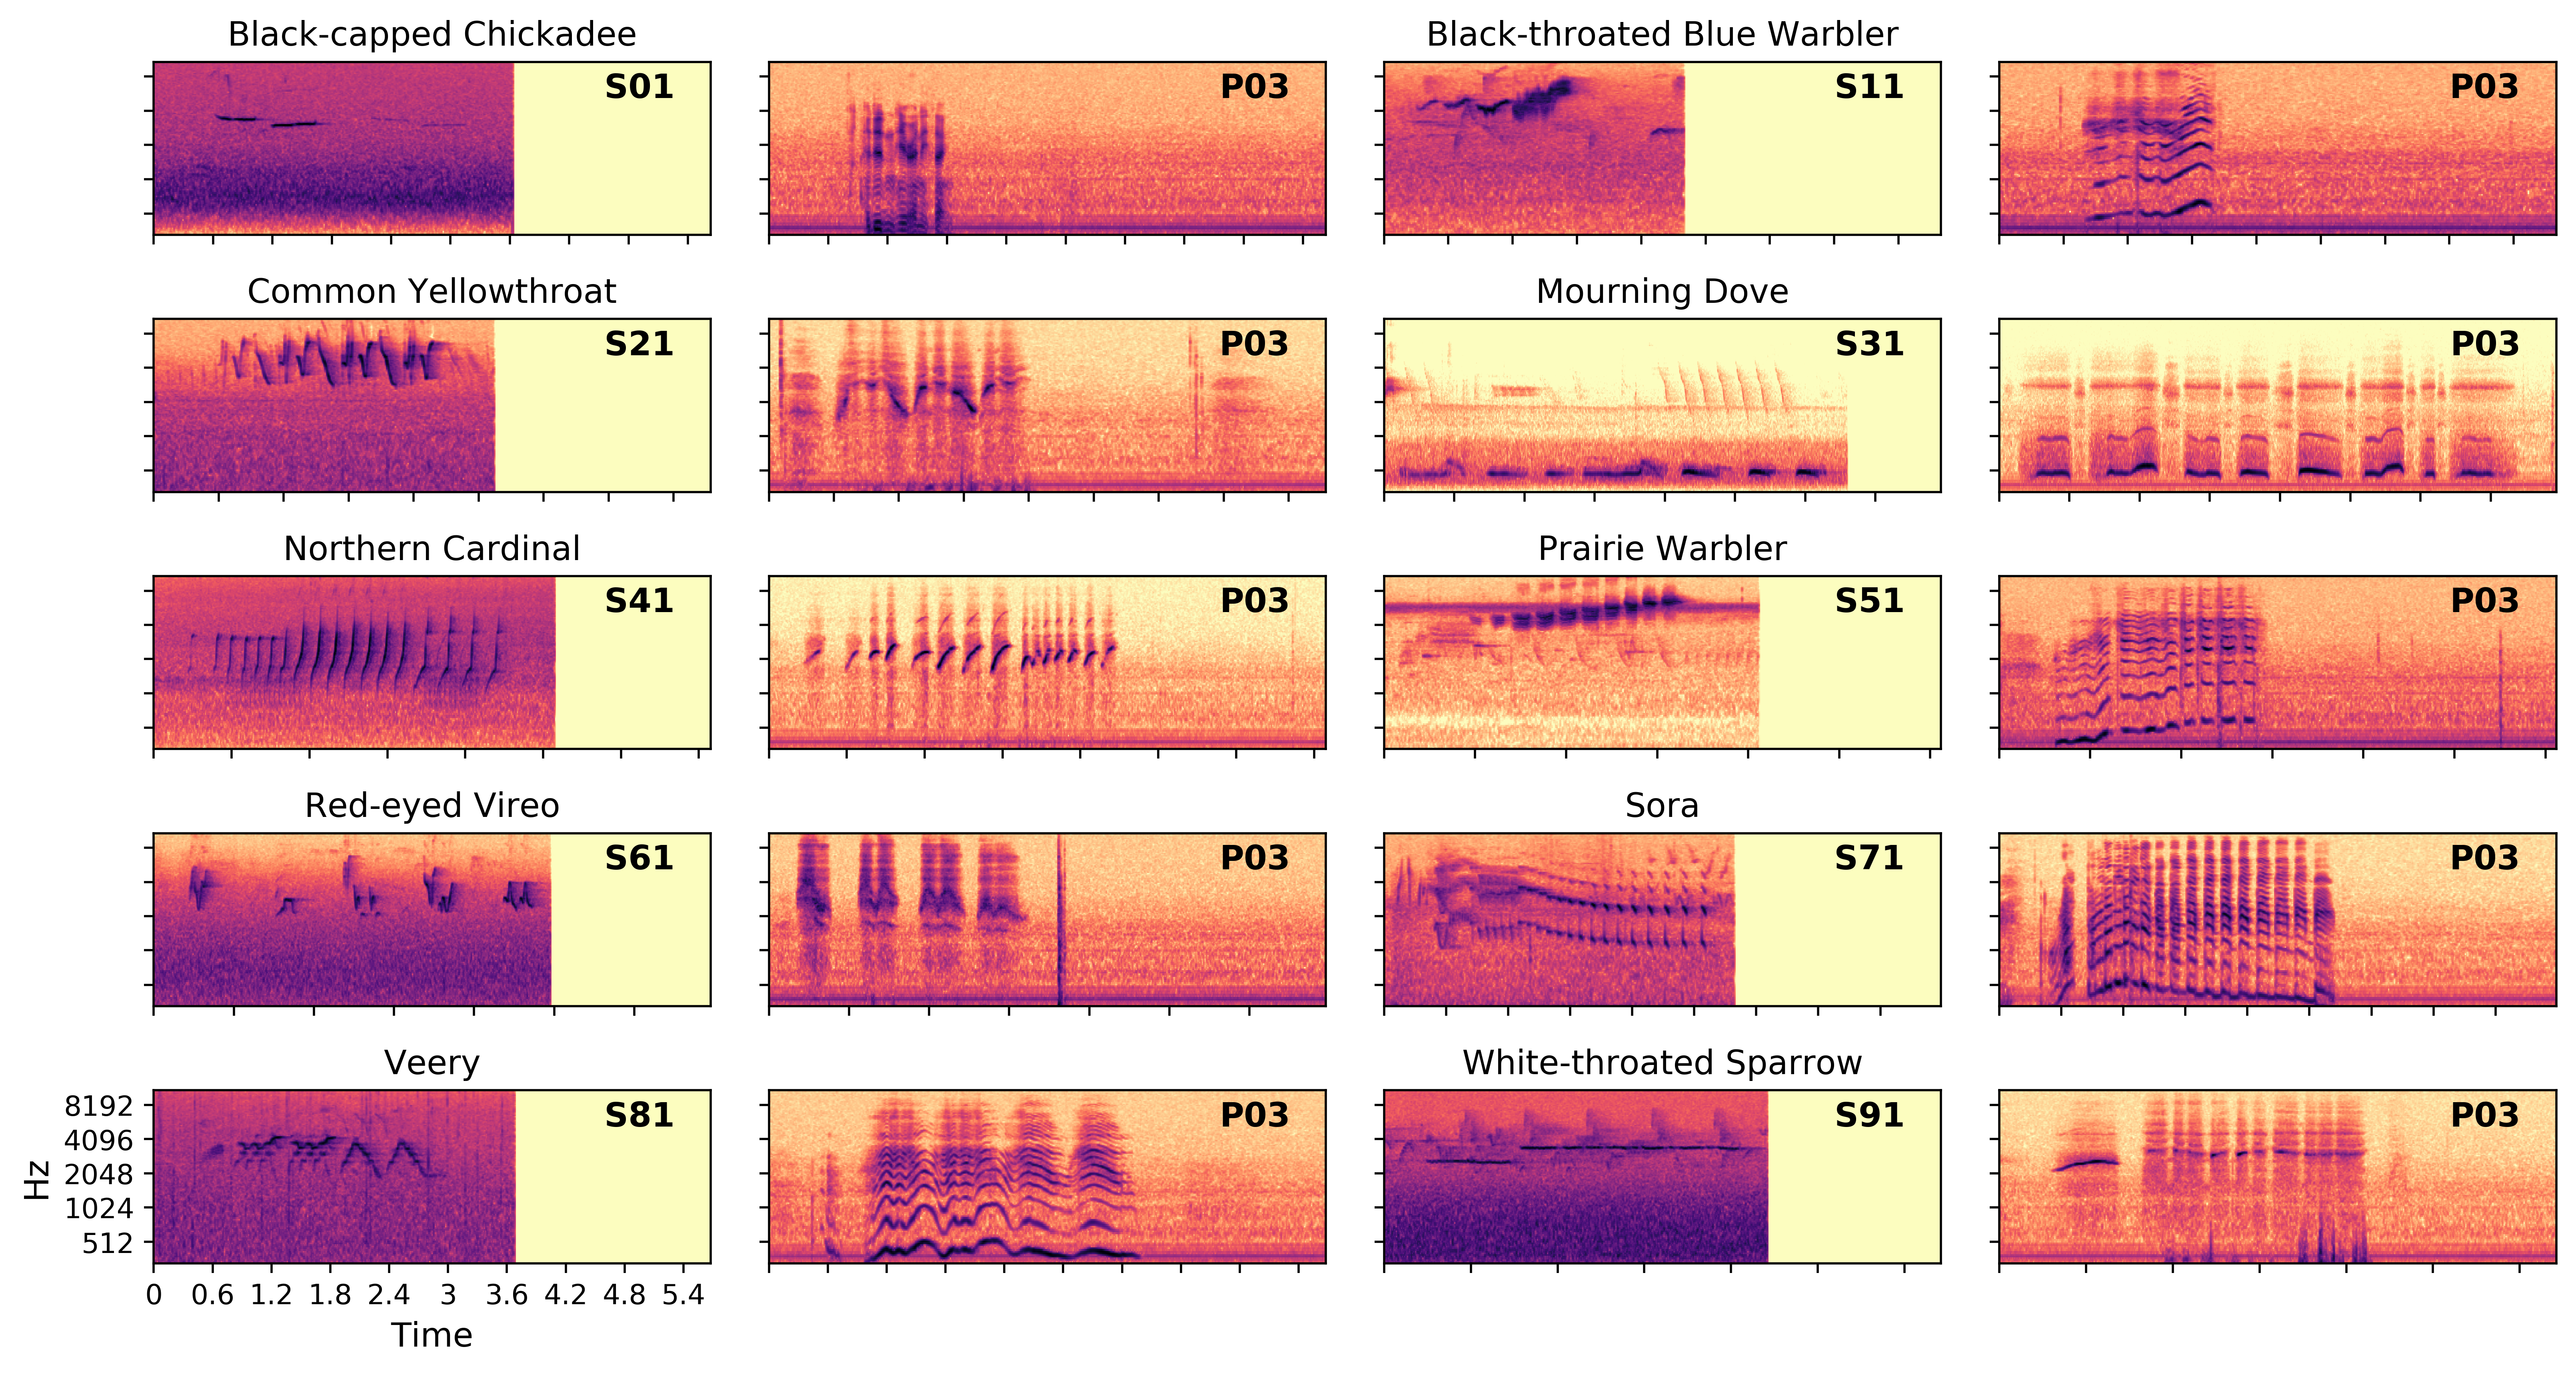 Black-capped Chickadee
Black-throated Blue Warbler
S01
P03
S11
P03
Common Yellowthroat
Mourning Dove
S21
P03
S31
P03
Northern Cardinal
Prairie Warbler
S41
P03
S51
P03
Red-eyed Vireo
Sora
S61
P03
S71
P03
Veery
White-throated Sparrow
S81
P03
S91
P03
8192
4096
2048
1024
512
Hz
0 0.6 1.2 1.8 2.4 3 3.6 4.2 4.8 5.4
Time